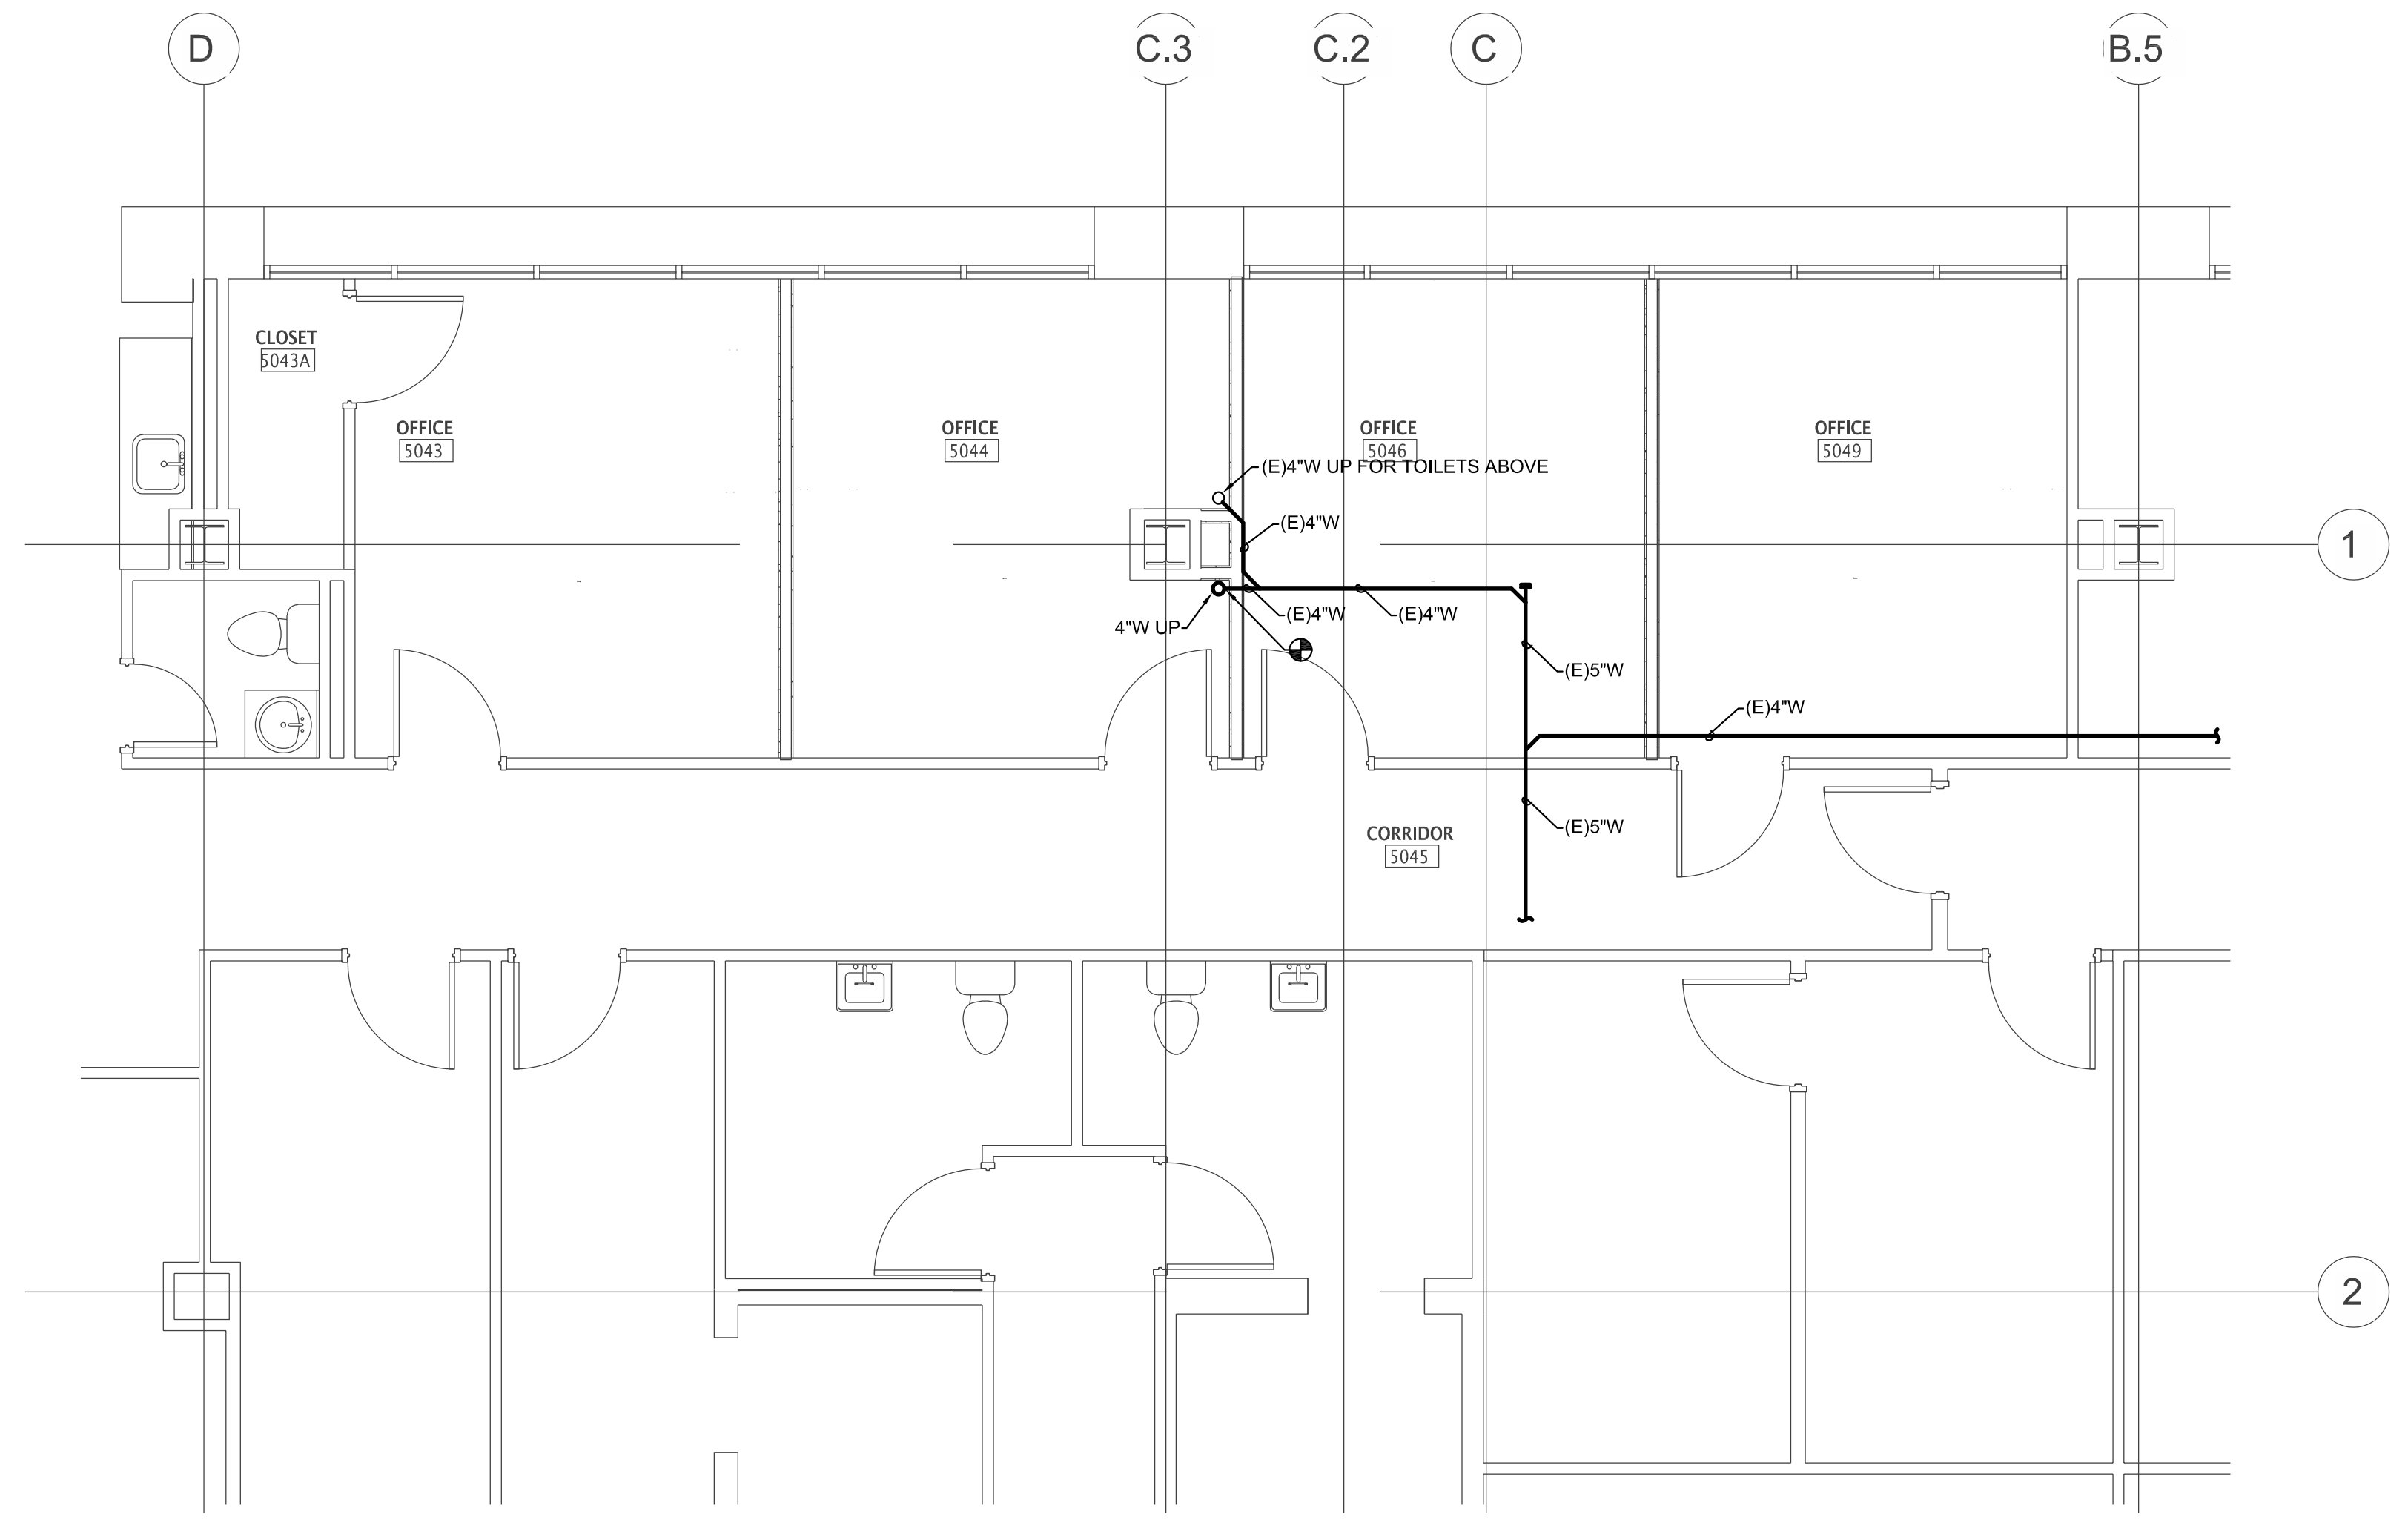 D
C.3
C.2
C
B.5
CLOSET
5043A
OFFICE
5043
OFFICE
5044
OFFICE
5046
OFFICE
5049
(E)4"W UP FOR TOILETS ABOVE
(E)4"W
1
(E)4"W
(E)4"W
4"W UP
(E)5"W
(E)4"W
(E)5"W
CORRIDOR
5045
2